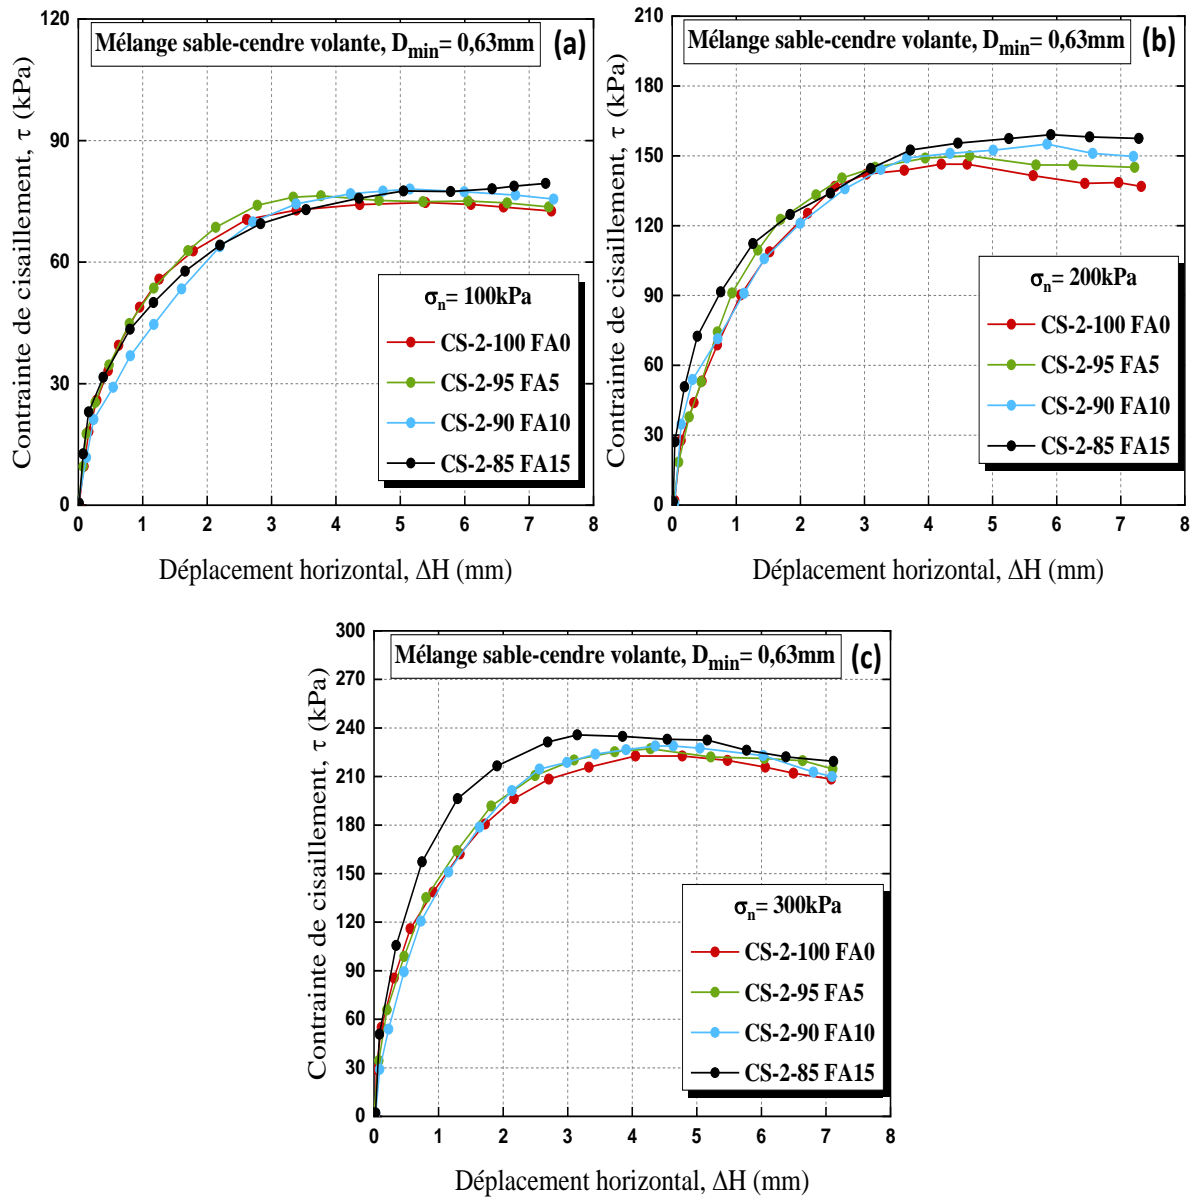 Mélange sable-cendre volante, Dmin= 0,63mm
(a)
Contrainte de cisaillement, τ (kPa)
120
90
60
30
0
σn= 100kPa
CS-2-100 FA0
CS-2-95 FA5
CS-2-90 FA10
CS-2-85 FA15
0 1 2 3 4 5 6 7 8
Déplacement horizontal, ΔH (mm)
Mélange sable-cendre volante, Dmin= 0,63mm
(b)
Contrainte de cisaillement, τ (kPa)
210
180
150
120
90
60
30
0
σn= 200kPa
CS-2-100 FA0
CS-2-95 FA5
CS-2-90 FA10
CS-2-85 FA15
0 1 2 3 4 5 6 7 8
Déplacement horizontal, ΔH (mm)
Mélange sable-cendre volante, Dmin= 0,63mm
(c)
Contrainte de cisaillement, τ (kPa)
300
270
240
210
180
150
120
90
60
30
0
σn= 300kPa
CS-2-100 FA0
CS-2-95 FA5
CS-2-90 FA10
CS-2-85 FA15
0 1 2 3 4 5 6 7 8
Déplacement horizontal, ΔH (mm)